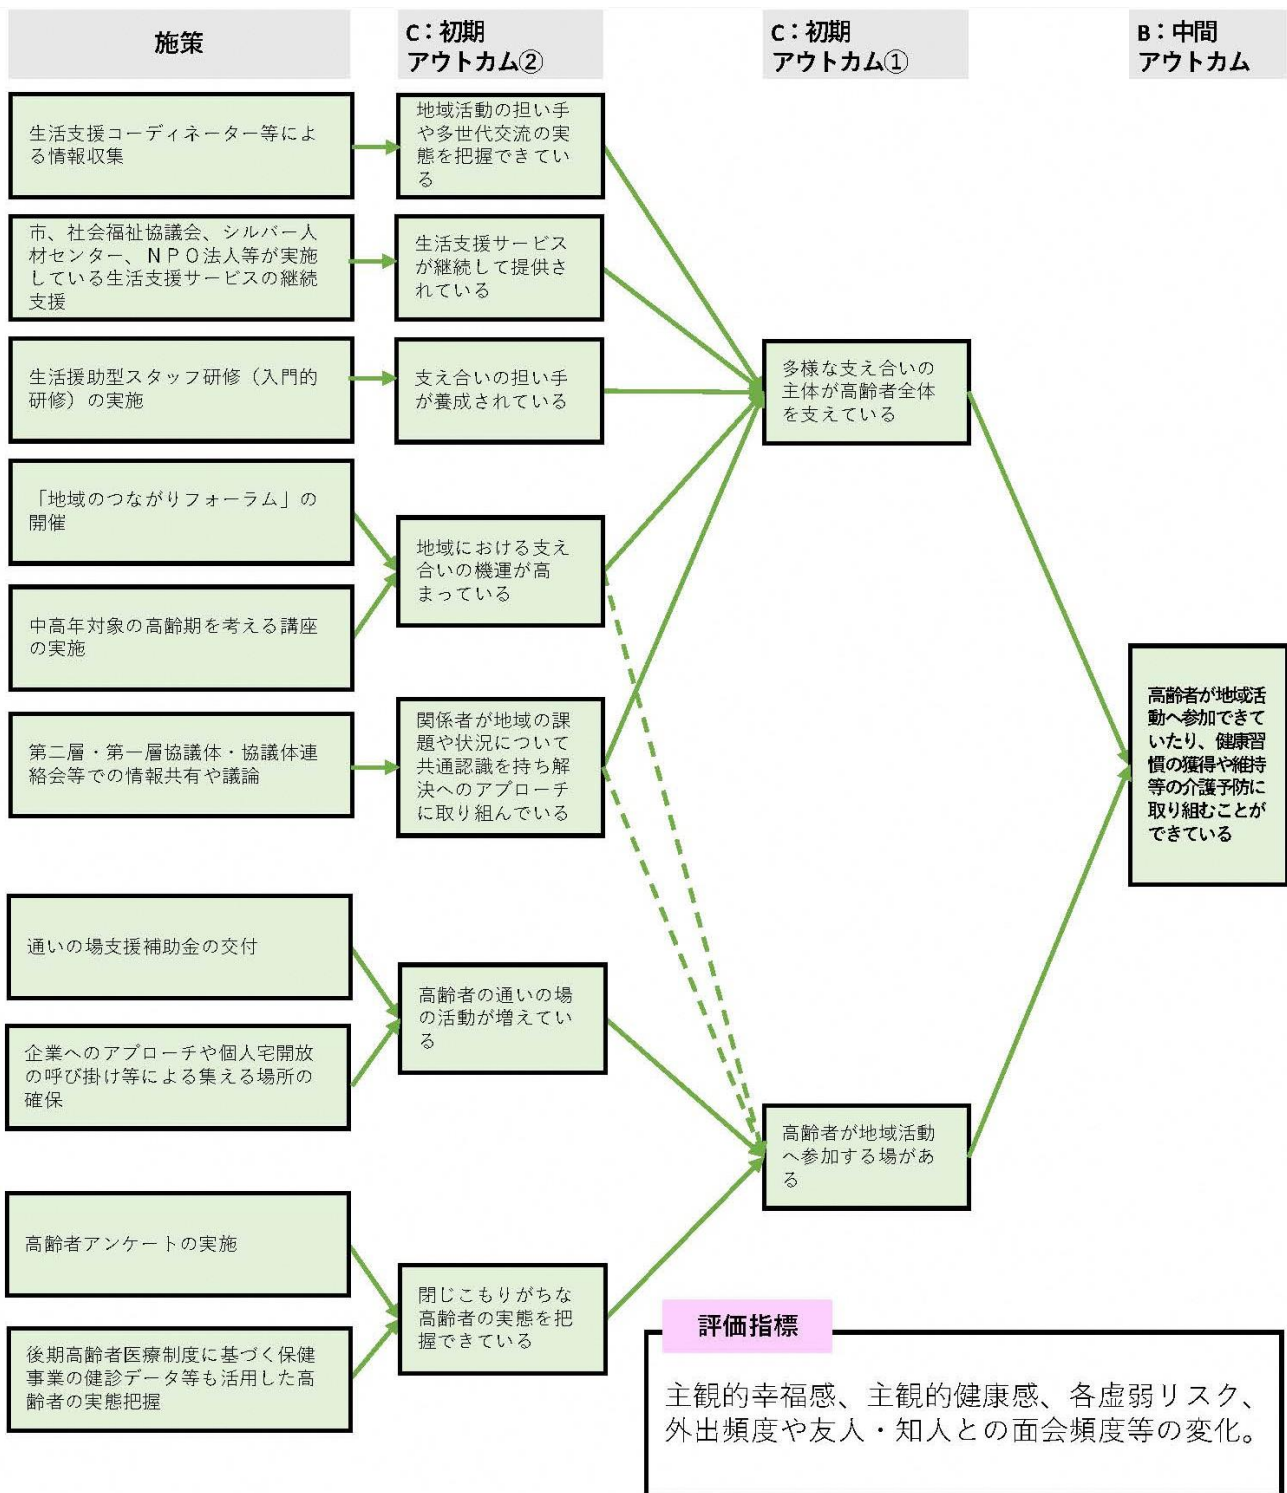 施策
C：初期
アウトカム②
C：初期
アウトカム①
B：中間
アウトカム
生活支援コーディネーター等によ
る情報収集
地域活動の担い手
や多世代交流の実
態を把握できてい
る
市、社会福祉協議会、シルバー人
材センター、ＮＰＯ法人等が実施
している生活支援サービスの継続
支援
生活支援サービス
が継続して提供さ
れている
生活援助型スタッフ研修（入門的
研修）の実施
支え合いの担い手
が養成されている
多様な支え合いの
主体が高齢者全体
を支えている
「地域のつながりフォーラム」の
開催
地域における支え
合いの機運が高
まっている
中高年対象の高齢期を考える講座
の実施
第二層・第一層協議体・協議体連
絡会等での情報共有や議論
関係者が地域の課
題や状況について
共通認識を持ち解
決へのアプローチ
に取り組んでいる
高齢者が地域活
動へ参加できて
いたり、健康習
慣の獲得や維持
等の介護予防に
取り組むことが
できている
通いの場支援補助金の交付
高齢者の通いの場
の活動が増えてい
る
企業へのアプローチや個人宅開放
の呼び掛け等による集える場所の
確保
高齢者が地域活動
へ参加する場があ
る
高齢者アンケートの実施
閉じこもりがちな
高齢者の実態を把
握できている
後期高齢者医療制度に基づく保健
事業の健診データ等も活用した高
齢者の実態把握
評価指標
主観的幸福感、主観的健康感、各虚弱リスク、
外出頻度や友人・知人との面会頻度等の変化。